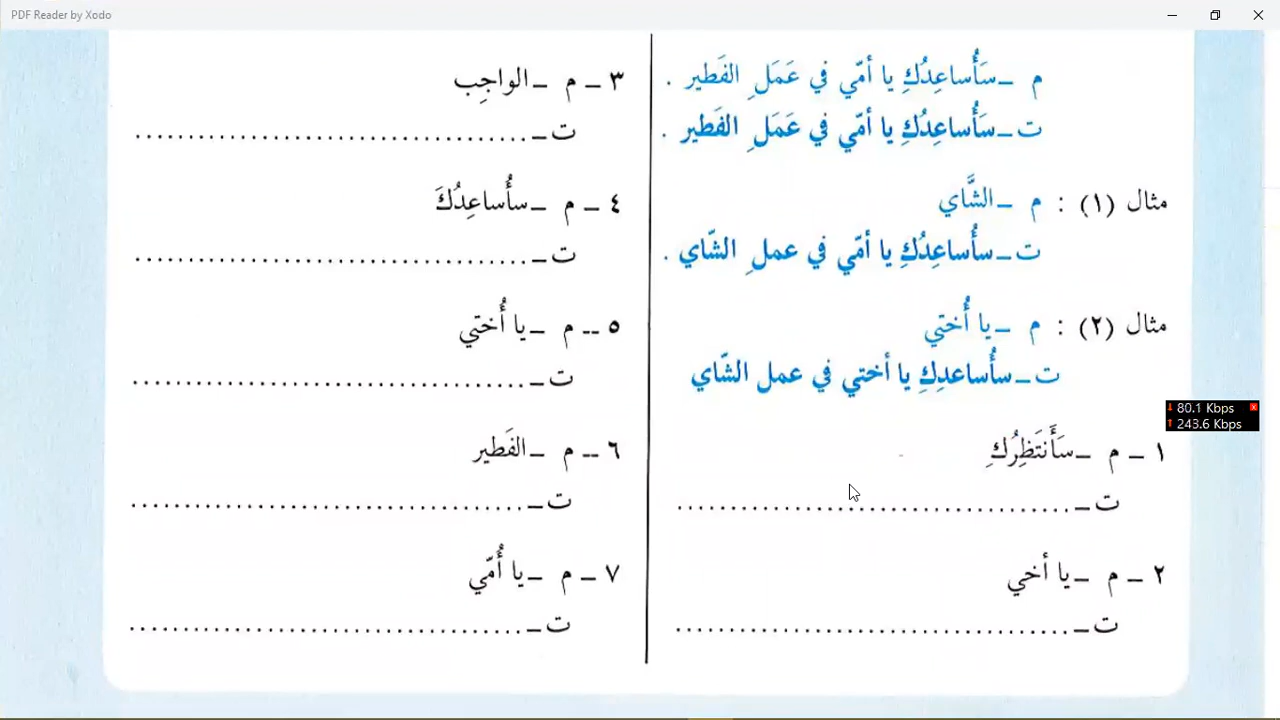 PDF Reader by Xodo
م ـ سَأُساعِدُكِ يا أمّي في عَمَلِ الفَطير .
ت ـ سَأُساعِدُكِ يا أمّي في عَمَلِ الفَطير .
مثال (١) : م ـ الشَّاي
ت ـ سأُساعِدُكِ يا أمّي في عملِ الشّاي .
مثال (٢) : م ـ يا أُختي
ت ـ سأُساعدِكِ يا أختي في عمل الشّاي
١ ـ م ـ سَأَنتَظِرُكِ
ت ـ ........................................
٢ ـ م ـ يا أخي
ت ـ ........................................
٣ ـ م ـ الواجِب
ت ـ ........................................
٤ ـ م ـ سأُساعِدُكَ
ت ـ ........................................
٥ ـ م ـ يا أُختي
ت ـ ........................................
٦ ـ م ـ الفَطير
ت ـ ........................................
٧ ـ م ـ يا أُمّي
ت ـ ........................................
80.1 Kbps
243.6 Kbps